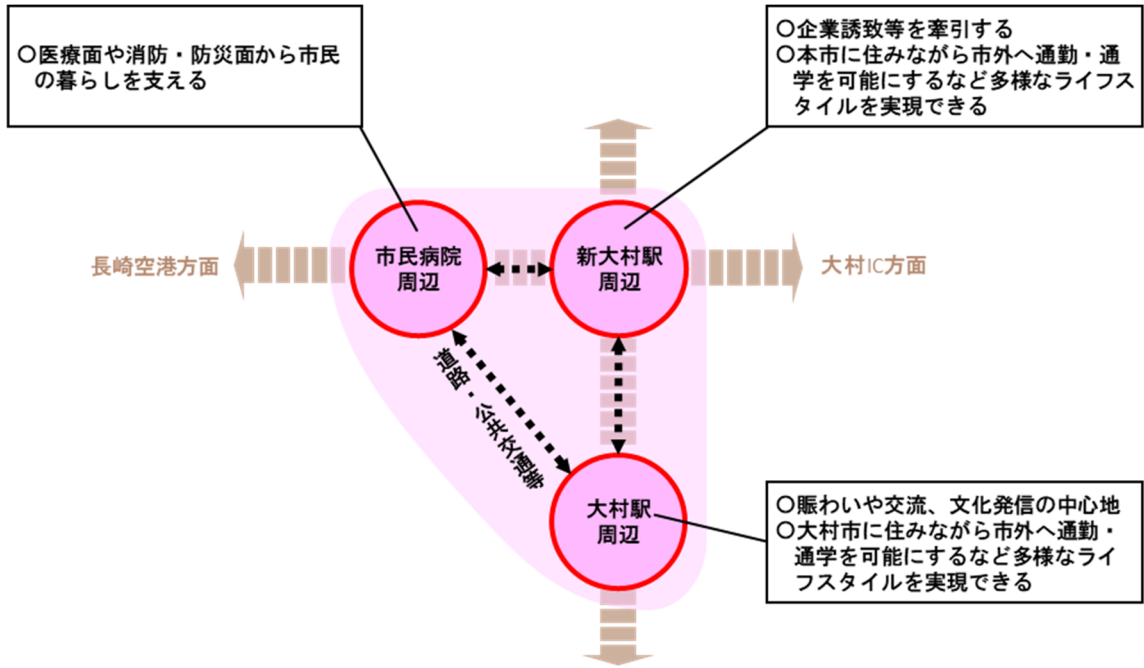 〇医療面や消防・防災面から市民
の暮らしを支える
〇企業誘致等を牽引する
〇本市に住みながら市外へ通勤・通
学を可能にするなど多様なライフス
タイルを実現できる
市民病院
周辺
新大村駅
周辺
長崎空港方面
大村IC方面
道路・公共交通等
大村駅
周辺
〇賑わいや交流、文化発信の中心地
〇大村市に住みながら市外へ通勤・
通学を可能にするなど多様なライ
フスタイルを実現できる